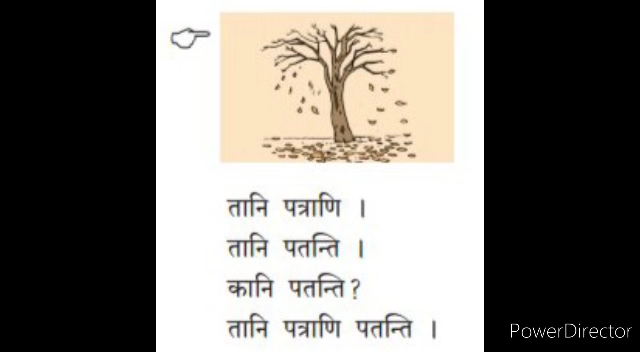 तानि पत्राणि ।
तानि पतन्ति ।
कानि पतन्ति?
तानि पत्राणि पतन्ति ।
PowerDirector